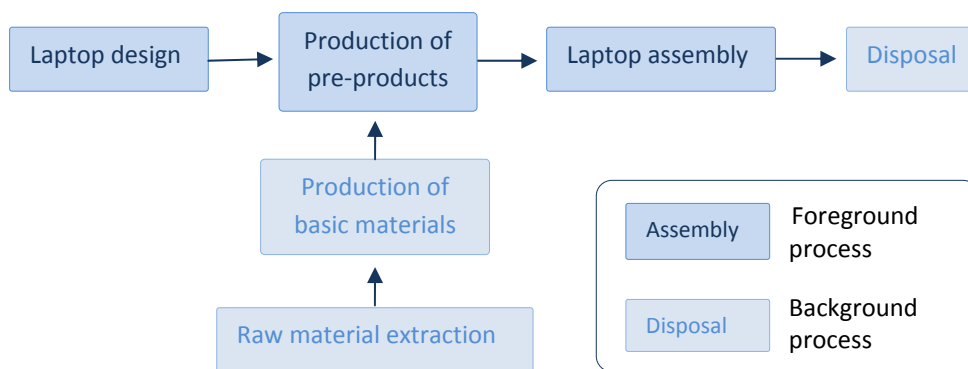 Laptop design
Production of
pre-products
Laptop assembly
Disposal
Production of
basic materials
Raw material extraction
Assembly
Foreground
process
Disposal
Background
process